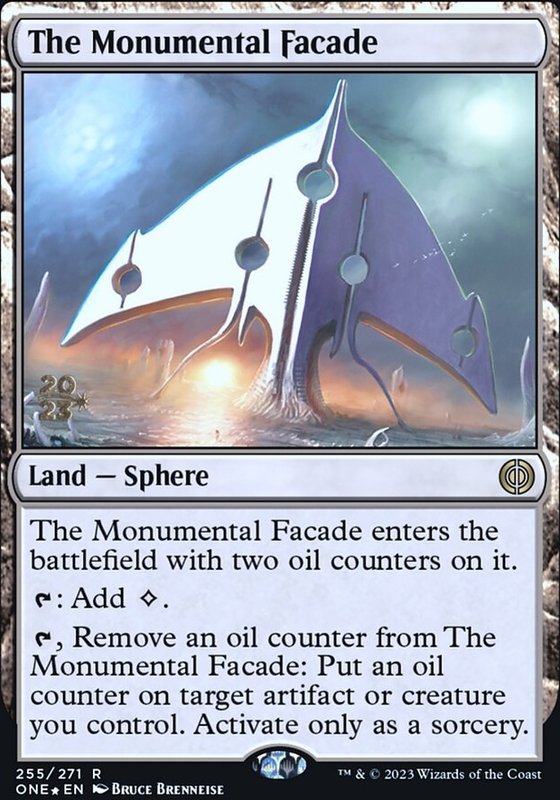 The Monumental Facade
20
23
Land — Sphere
The Monumental Facade enters the
battlefield with two oil counters on it.
: Add .
, Remove an oil counter from The
Monumental Facade: Put an oil
counter on target artifact or creature
you control. Activate only as a sorcery.
255/271 R
ONE★EN Bruce Brenneise
™ & © 2023 Wizards of the Coast